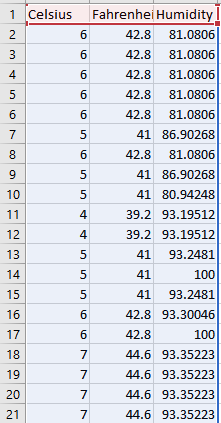 1 Celsius Fahrenhei Humidity
2 6 42.8 81.0806
3 6 42.8 81.0806
4 6 42.8 81.0806
5 6 42.8 81.0806
6 6 42.8 81.0806
7 5 41 86.90268
8 6 42.8 81.0806
9 5 41 86.90268
10 5 41 80.94248
11 4 39.2 93.19512
12 4 39.2 93.19512
13 5 41 93.2481
14 5 41 100
15 5 41 93.2481
16 6 42.8 93.30046
17 6 42.8 100
18 7 44.6 93.35223
19 7 44.6 93.35223
20 7 44.6 93.35223
21 7 44.6 93.35223